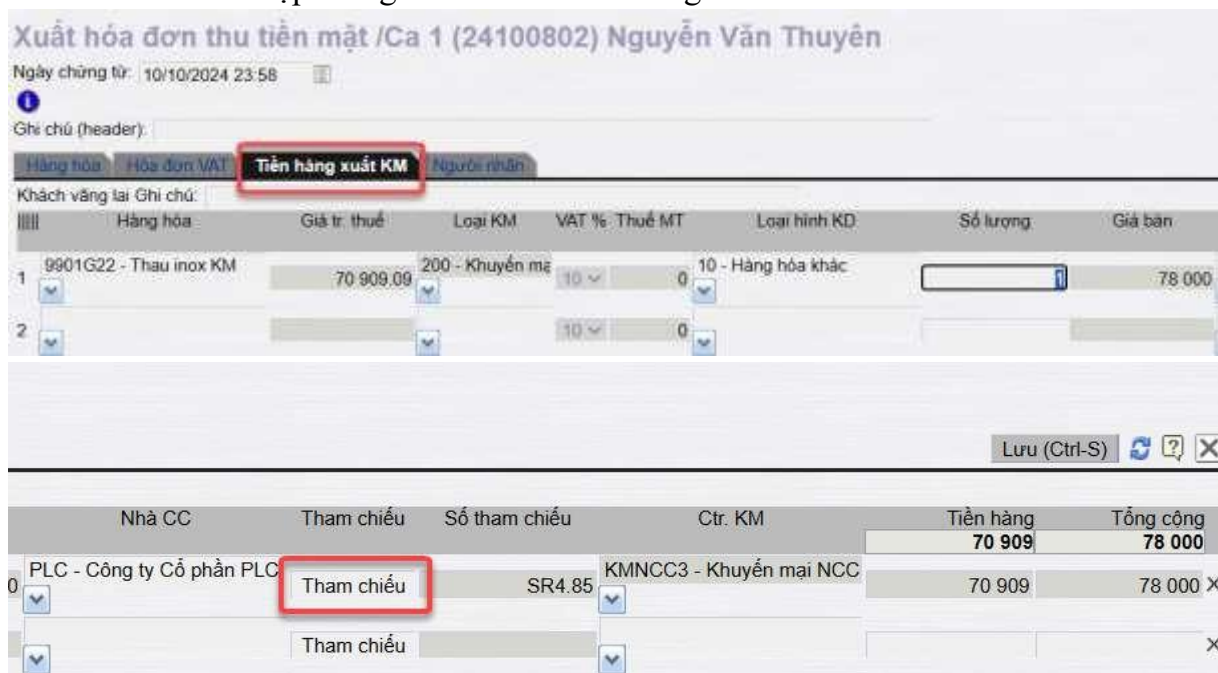 Xuất hóa đơn thu tiền mặt /Ca 1 (24100802) Nguyễn Văn Thuyên
Ngày chứng từ: 10/10/2024 23:58
Ghi chú (header):
Hàng hóa Hóa đơn VAT Tiền hàng xuất KM Người nhận
Khách vãng lai Ghi chú:
Hàng hóa Giá tr. thuế Loại KM VAT % Thuế MT Loại hình KD Số lượng Giá bán
1 9901G22 - Thau inox KM 70 909.09 200 - Khuyến mạ 10 0 10 - Hàng hóa khác 1 78 000
2 10 0
Lưu (Ctrl-S)
Nhà CC Tham chiếu Số tham chiếu Ctr. KM Tiền hàng Tổng cộng
70 909 78 000
0 PLC - Công ty Cổ phần PLC Tham chiếu SR4.85 KMNCC3 - Khuyến mại NCC 70 909 78 000
Tham chiếu